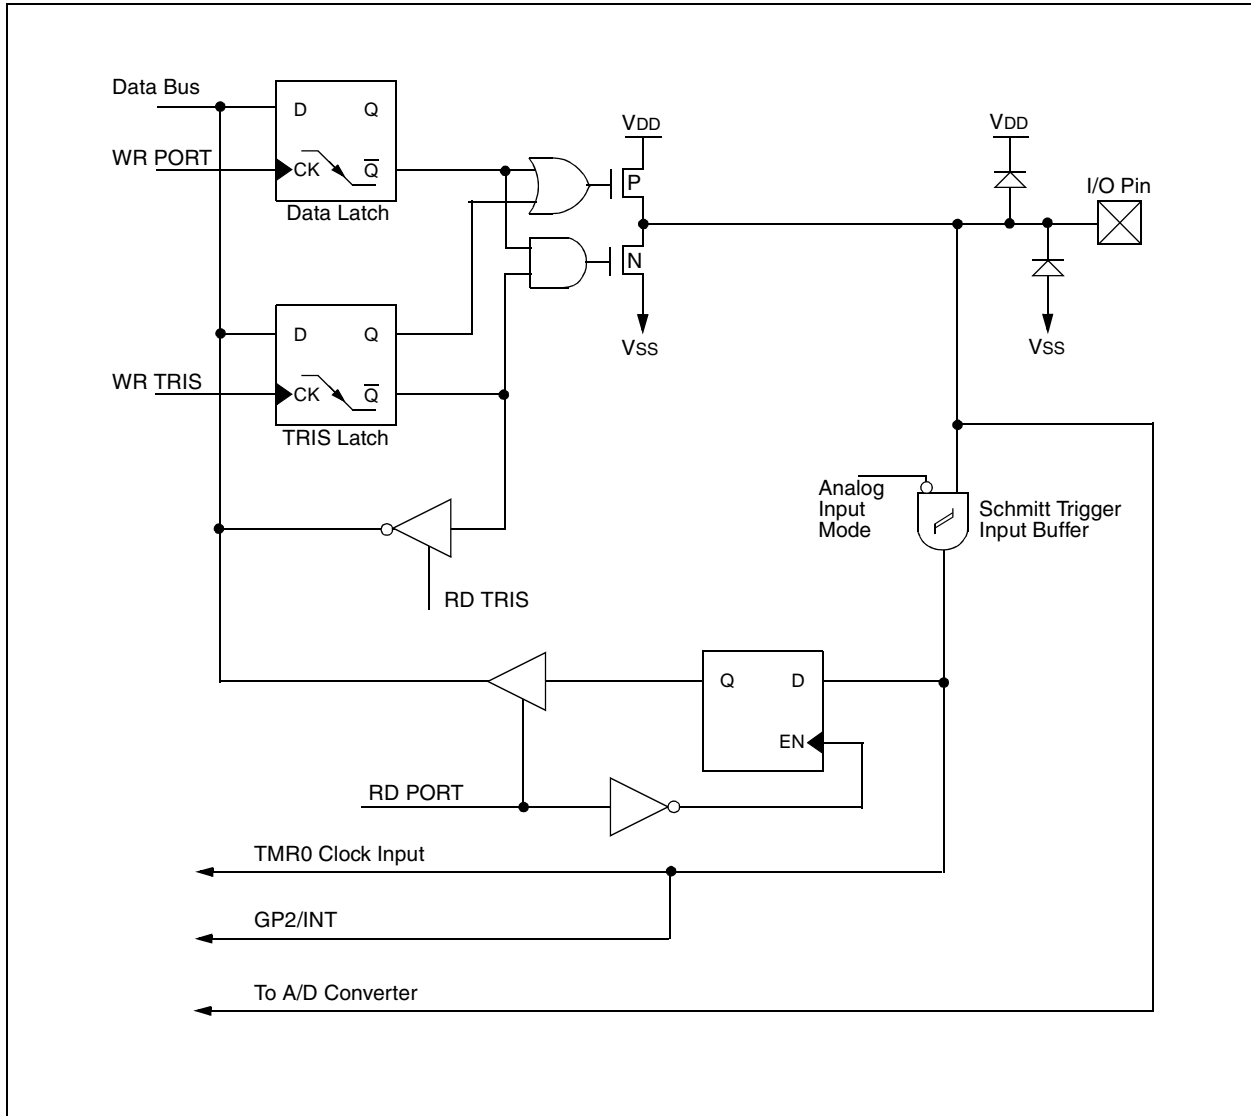 Data Bus
D
Q
WR PORT
CK
Q
Data Latch
VDD
P
N
VSS
VDD
I/O Pin
VSS
D
Q
WR TRIS
CK
Q
TRIS Latch
Analog
Input
Mode
Schmitt Trigger
Input Buffer
RD TRIS
Q
D
EN
RD PORT
TMR0 Clock Input
GP2/INT
To A/D Converter